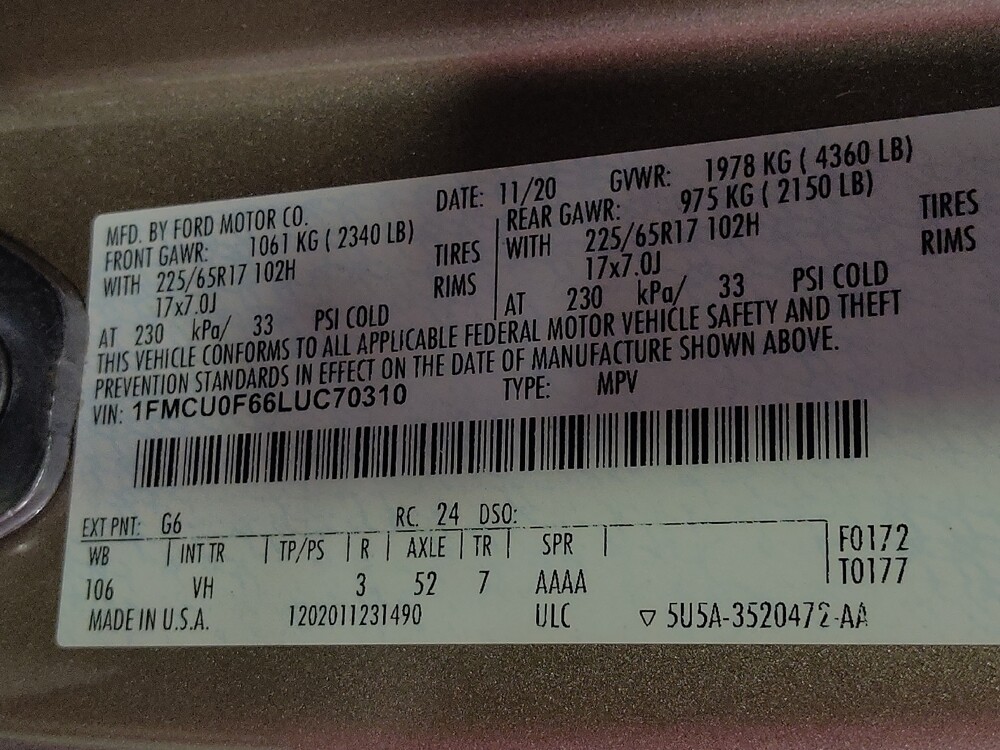 MFD. BY FORD MOTOR CO. DATE: 11/20 GVWR: 1978 KG ( 4360 LB)
FRONT GAWR: 1061 KG ( 2340 LB) REAR GAWR: 975 KG ( 2150 LB)
WITH 225/65R17 102H TIRES WITH 225/65R17 102H TIRES
17x7.0J RIMS 17x7.0J RIMS
AT 230 kPa/ 33 PSI COLD AT 230 kPa/ 33 PSI COLD
THIS VEHICLE CONFORMS TO ALL APPLICABLE FEDERAL MOTOR VEHICLE SAFETY AND THEFT
PREVENTION STANDARDS IN EFFECT ON THE DATE OF MANUFACTURE SHOWN ABOVE.
VIN: 1FMCU0F66LUC70310 TYPE: MPV
EXT PNT: G6 RC: 24 DSO:
WB INT TR TP/PS R AXLE TR SPR F0172
106 VH 3 52 7 AAAA T0177
MADE IN U.S.A. 1202011231490 ULC ▽ 5U5A-3520472-AA